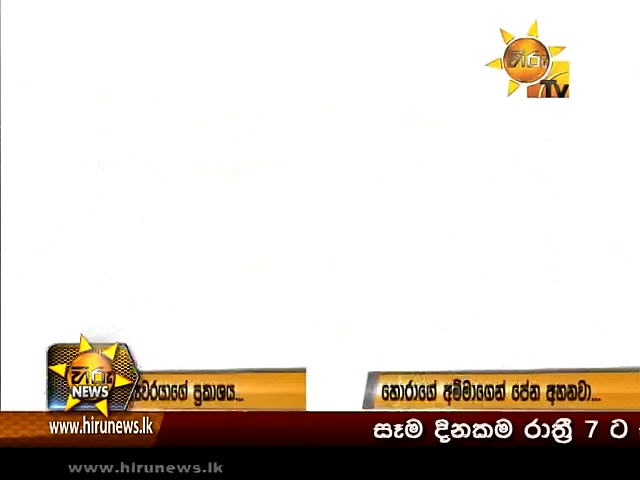 හිරු
Tv
හිරු
NEWS
වරයාගේ ප්‍රකාශය...
හොරාගේ අම්මාගෙන් පේන අහනවා...
www.hirunews.lk
සෑම දිනකම රාත්‍රී 7 ට
www.hirunews.lk